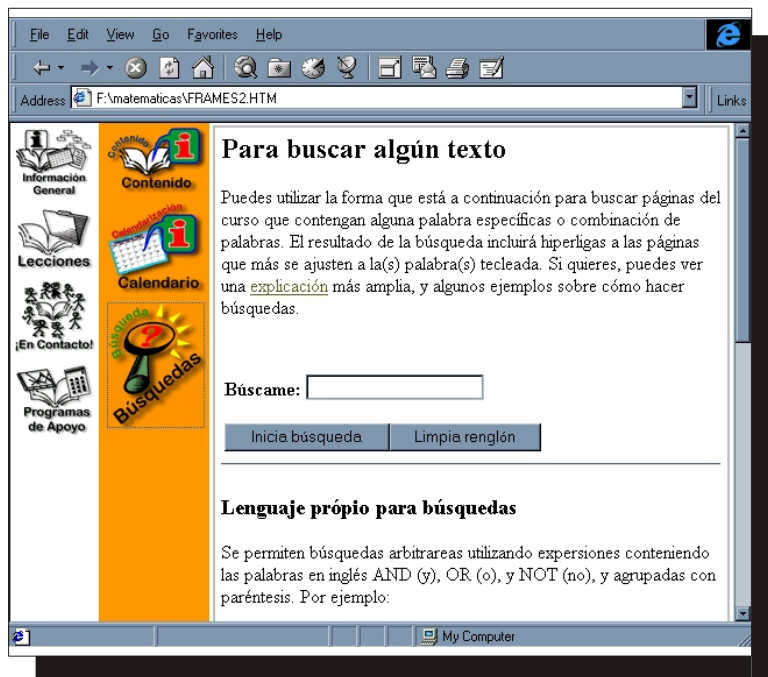 File Edit View Go Favorites Help
Address F:\matematicas\FRAMES2.HTM Links
Información
General
Lecciones
¡En Contacto!
Programas
de Apoyo
Contenido
Contenido
Calendarización
Calendario
Búsqueda
Búsquedas
Para buscar algún texto
Puedes utilizar la forma que está a continuación para buscar páginas del
curso que contengan alguna palabra específicas o combinación de
palabras. El resultado de la búsqueda incluirá hiperligas a las páginas
que más se ajusten a la(s) palabra(s) tecleada. Si quieres, puedes ver
una explicación más amplia, y algunos ejemplos sobre cómo hacer
búsquedas.
Búscame:
Inicia búsqueda Limpia renglón
Lenguaje própio para búsquedas
Se permiten búsquedas arbitrareas utilizando expersiones conteniendo
las palabras en inglés AND (y), OR (o), y NOT (no), y agrupadas con
paréntesis. Por ejemplo:
My Computer